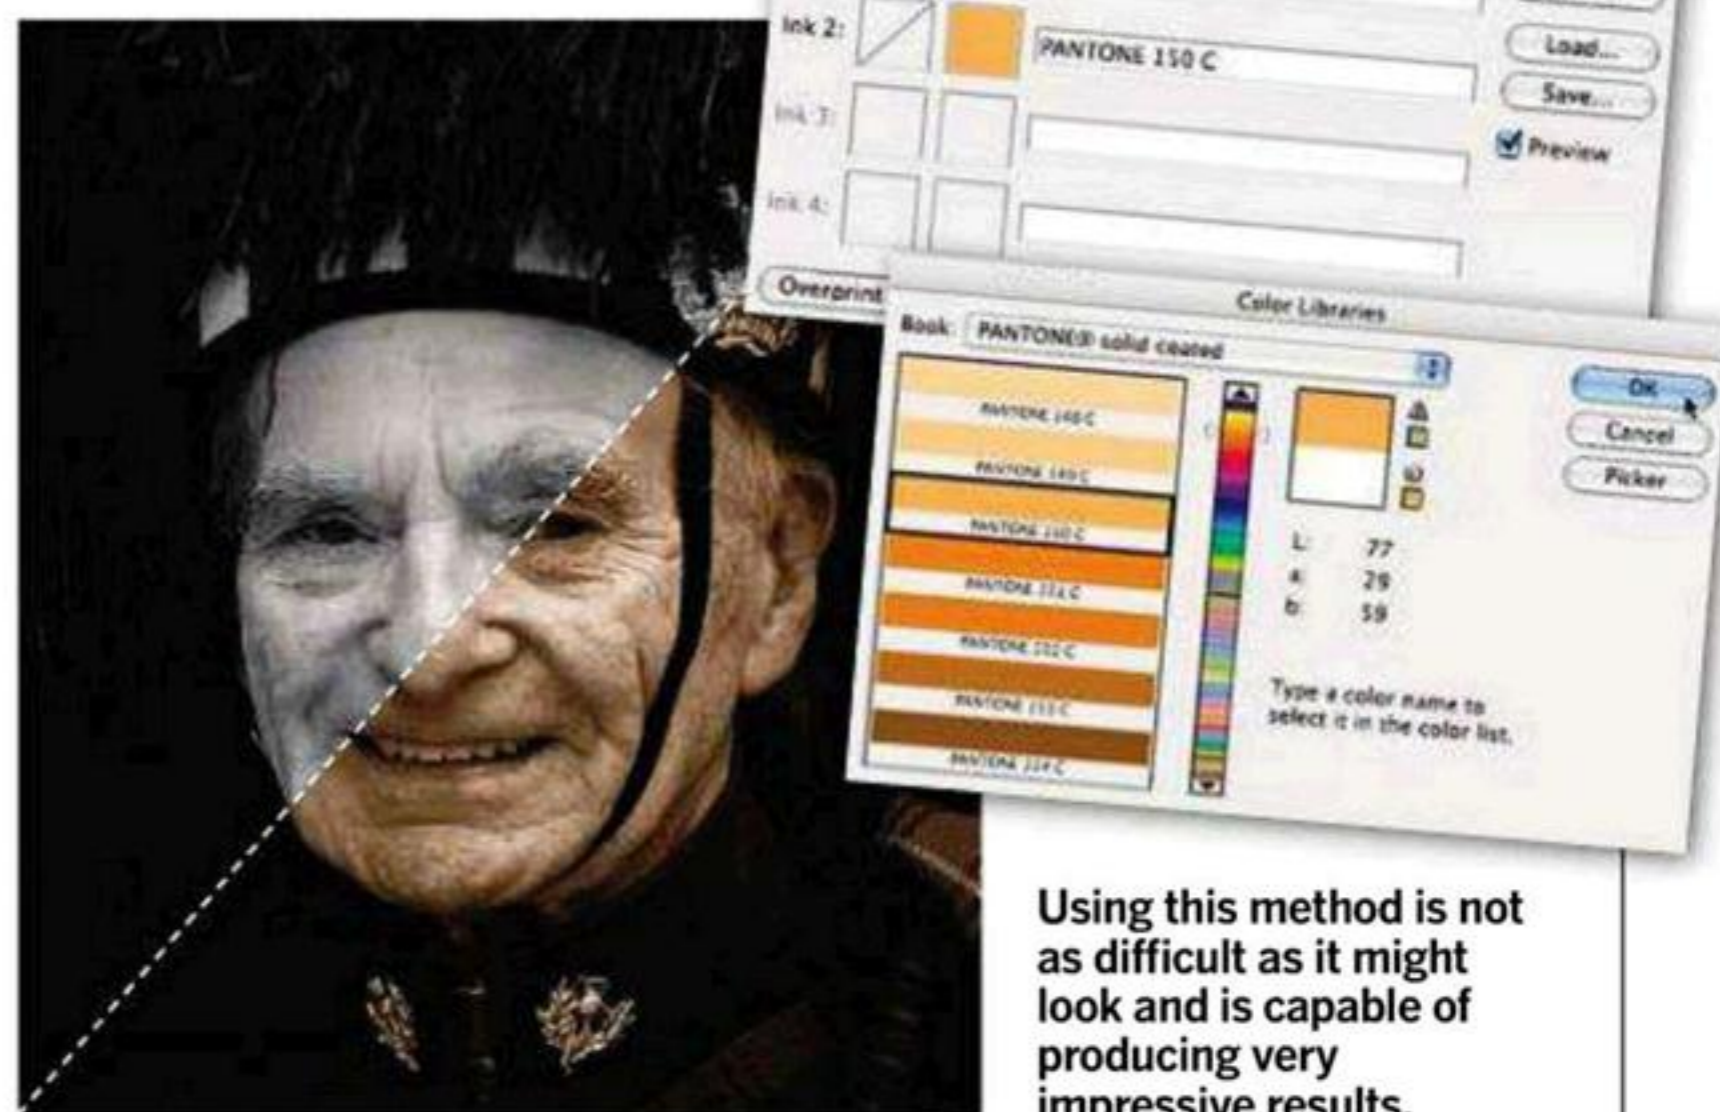 Ink 2:
PANTONE 150 C
Load...
Save...
Ink 3:
Preview
Ink 4:
Overprint
Color Libraries
Book: PANTONE® solid coated
OK
PANTONE 148 C
Cancel
PANTONE 149 C
Picker
PANTONE 150 C
L: 77
PANTONE 151 C
a: 29
b: 59
PANTONE 152 C
PANTONE 153 C
Type a color name to
select it in the color list.
PANTONE 154 C
Using this method is not
as difficult as it might
look and is capable of
producing very
impressive results.